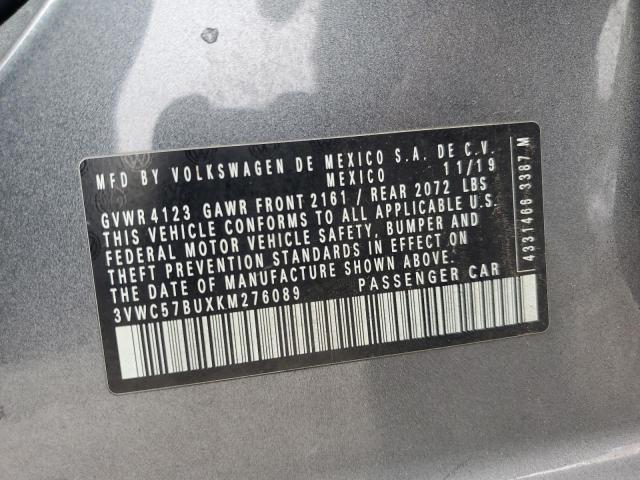 MFD BY VOLKSWAGEN DE MEXICO S.A. DE C.V.
MEXICO 11/19
GVWR 4123 GAWR FRONT 2161 / REAR 2072 LBS
THIS VEHICLE CONFORMS TO ALL APPLICABLE U.S.
FEDERAL MOTOR VEHICLE SAFETY, BUMPER AND
THEFT PREVENTION STANDARDS IN EFFECT ON
THE DATE OF MANUFACTURE SHOWN ABOVE.
3VWC57BUXKM276089 PASSENGER CAR
4331466 3387 M